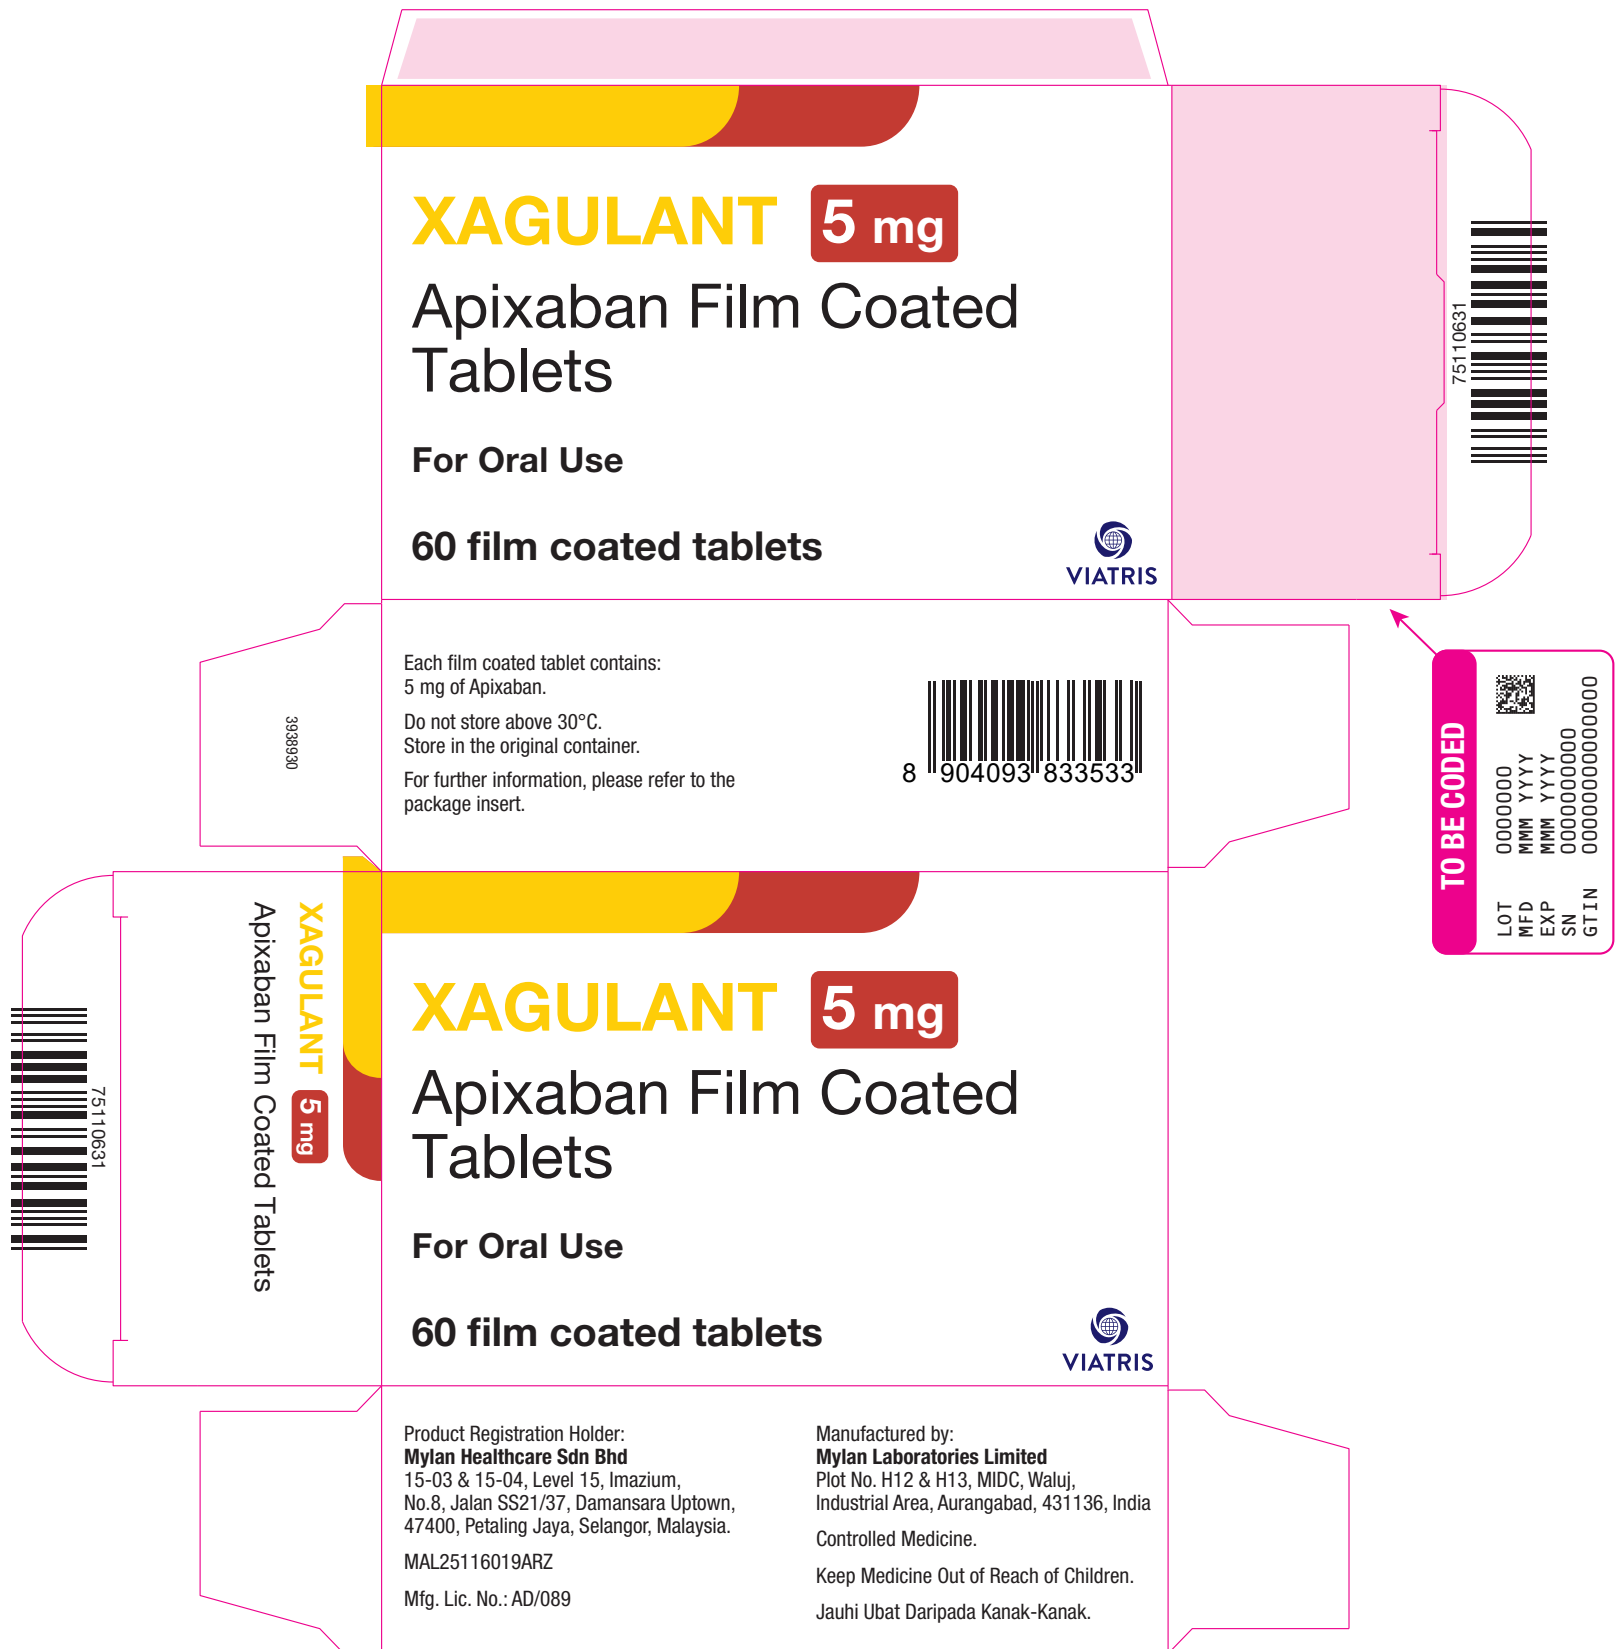 XAGULANT 5 mg
Apixaban Film Coated
Tablets
For Oral Use
60 film coated tablets
VIATRIS
75110631
Each film coated tablet contains:
5 mg of Apixaban.
Do not store above 30°C.
Store in the original container.
For further information, please refer to the
package insert.
8 904093 833533
3938930
TO BE CODED
LOT 0000000
MFD MMM YYYY
EXP MMM YYYY
SN 0000000000
GTIN 00000000000000
XAGULANT 5 mg
Apixaban Film Coated Tablets
75110631
XAGULANT 5 mg
Apixaban Film Coated
Tablets
For Oral Use
60 film coated tablets
VIATRIS
Product Registration Holder:
Mylan Healthcare Sdn Bhd
15-03 & 15-04, Level 15, Imazium,
No.8, Jalan SS21/37, Damansara Uptown,
47400, Petaling Jaya, Selangor, Malaysia.
MAL25116019ARZ
Mfg. Lic. No.: AD/089
Manufactured by:
Mylan Laboratories Limited
Plot No. H12 & H13, MIDC, Waluj,
Industrial Area, Aurangabad, 431136, India
Controlled Medicine.
Keep Medicine Out of Reach of Children.
Jauhi Ubat Daripada Kanak-Kanak.